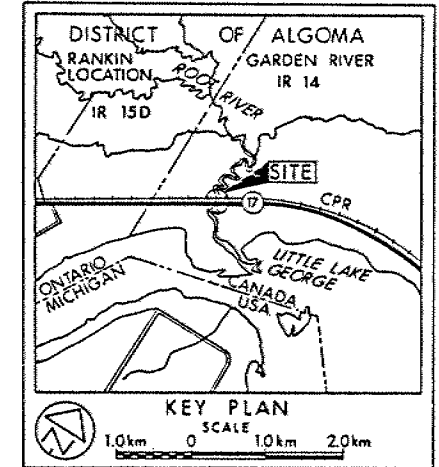 DISTRICT OF ALGOMA
RANKIN LOCATION
GARDEN RIVER
IR 14
ROOT RIVER
IR 15D
SITE
17
CPR
LITTLE LAKE
GEORGE
ONTARIO
MICHIGAN
CANADA
USA
KEY PLAN
SCALE
1.0km 0 1.0km 2.0km